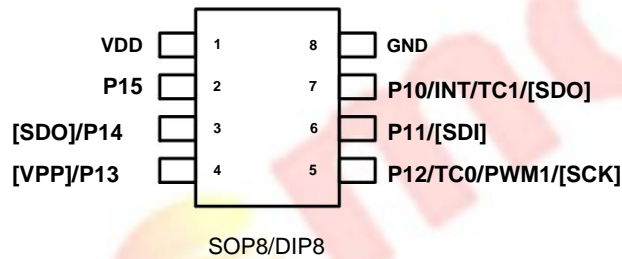 VDD 1 8 GND
P15 2 7 P10/INT/TC1/[SDO]
[SDO]/P14 3 6 P11/[SDI]
[VPP]/P13 4 5 P12/TC0/PWM1/[SCK]
SOP8/DIP8